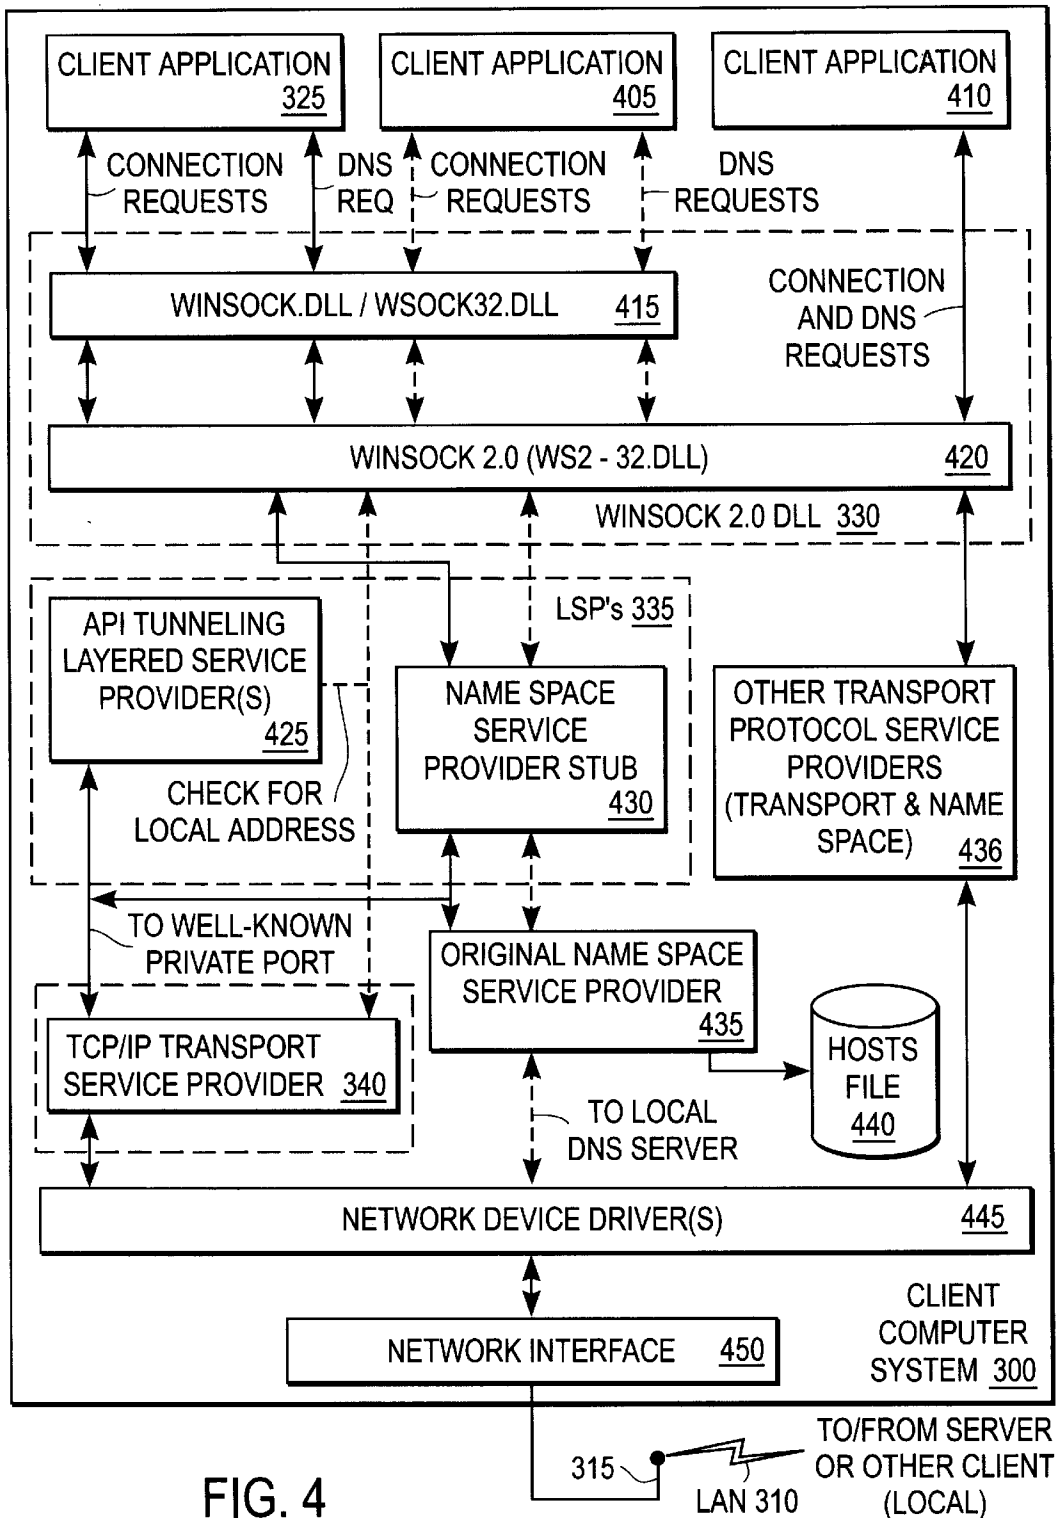 CLIENT APPLICATION
325
CLIENT APPLICATION
405
CLIENT APPLICATION
410
CONNECTION
REQUESTS
DNS
REQ
CONNECTION
REQUESTS
DNS
REQUESTS
WINSOCK.DLL / WSOCK32.DLL 415
CONNECTION
AND DNS
REQUESTS
WINSOCK 2.0 (WS2 - 32.DLL) 420
WINSOCK 2.0 DLL 330
LSP's 335
API TUNNELING
LAYERED SERVICE
PROVIDER(S)
425
NAME SPACE
SERVICE
PROVIDER STUB
430
OTHER TRANSPORT
PROTOCOL SERVICE
PROVIDERS
(TRANSPORT & NAME
SPACE) 436
CHECK FOR
LOCAL ADDRESS
TO WELL-KNOWN
PRIVATE PORT
ORIGINAL NAME SPACE
SERVICE PROVIDER
435
TCP/IP TRANSPORT
SERVICE PROVIDER 340
HOSTS
FILE
440
TO LOCAL
DNS SERVER
NETWORK DEVICE DRIVER(S) 445
NETWORK INTERFACE 450
CLIENT
COMPUTER
SYSTEM 300
315
LAN 310
TO/FROM SERVER
OR OTHER CLIENT
(LOCAL)
FIG. 4